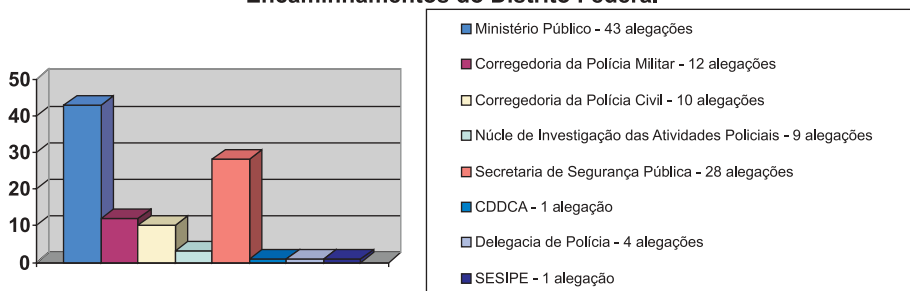 Encaminhamentos do Distrito Federal
Ministério Público - 43 alegações
Corregedoria da Polícia Militar - 12 alegações
Corregedoria da Polícia Civil - 10 alegações
Núcle de Investigação das Atividades Policiais - 9 alegações
Secretaria de Segurança Pública - 28 alegações
CDDCA - 1 alegação
Delegacia de Polícia - 4 alegações
SESIPE - 1 alegação
50
40
30
20
10
0